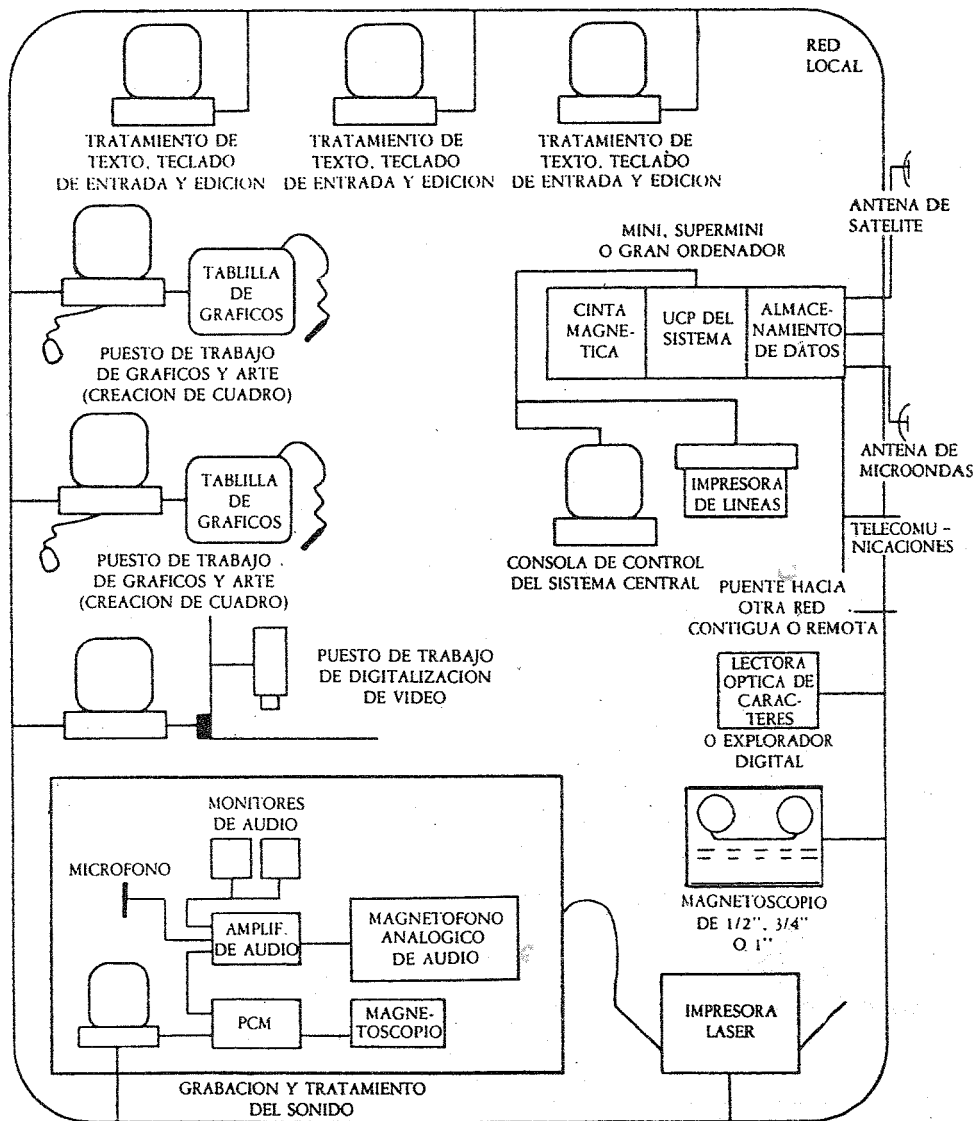 RED
LOCAL
TRATAMIENTO DE
TEXTO, TECLADO
DE ENTRADA Y EDICION
TRATAMIENTO DE
TEXTO, TECLADO
DE ENTRADA Y EDICION
TRATAMIENTO DE
TEXTO, TECLADO
DE ENTRADA Y EDICION
ANTENA DE
SATELITE
MINI, SUPERMINI
O GRAN ORDENADOR
TABLILLA
DE
GRAFICOS
CINTA
MAGNE-
TICA
UCP DEL
SISTEMA
ALMACE-
NAMIENTO
DE DATOS
PUESTO DE TRABAJO
DE GRAFICOS Y ARTE
(CREACION DE CUADRO)
ANTENA DE
MICROONDAS
TABLILLA
DE
GRAFICOS
IMPRESORA
DE LINEAS
TELECOMU-
NICACIONES
PUESTO DE TRABAJO
DE GRAFICOS Y ARTE
(CREACION DE CUADRO)
CONSOLA DE CONTROL
DEL SISTEMA CENTRAL
PUENTE HACIA
OTRA RED
CONTIGUA O REMOTA
PUESTO DE TRABAJO
DE DIGITALIZACION
DE VIDEO
LECTORA
OPTICA DE
CARAC-
TERES
O EXPLORADOR
DIGITAL
MONITORES
DE AUDIO
MICROFONO
MAGNETOSCOPIO
DE 1/2", 3/4"
O 1"
AMPLIF.
DE AUDIO
MAGNETOFONO
ANALOGICO
DE AUDIO
PCM
MAGNE-
TOSCOPIO
IMPRESORA
LASER
GRABACION Y TRATAMIENTO
DEL SONIDO